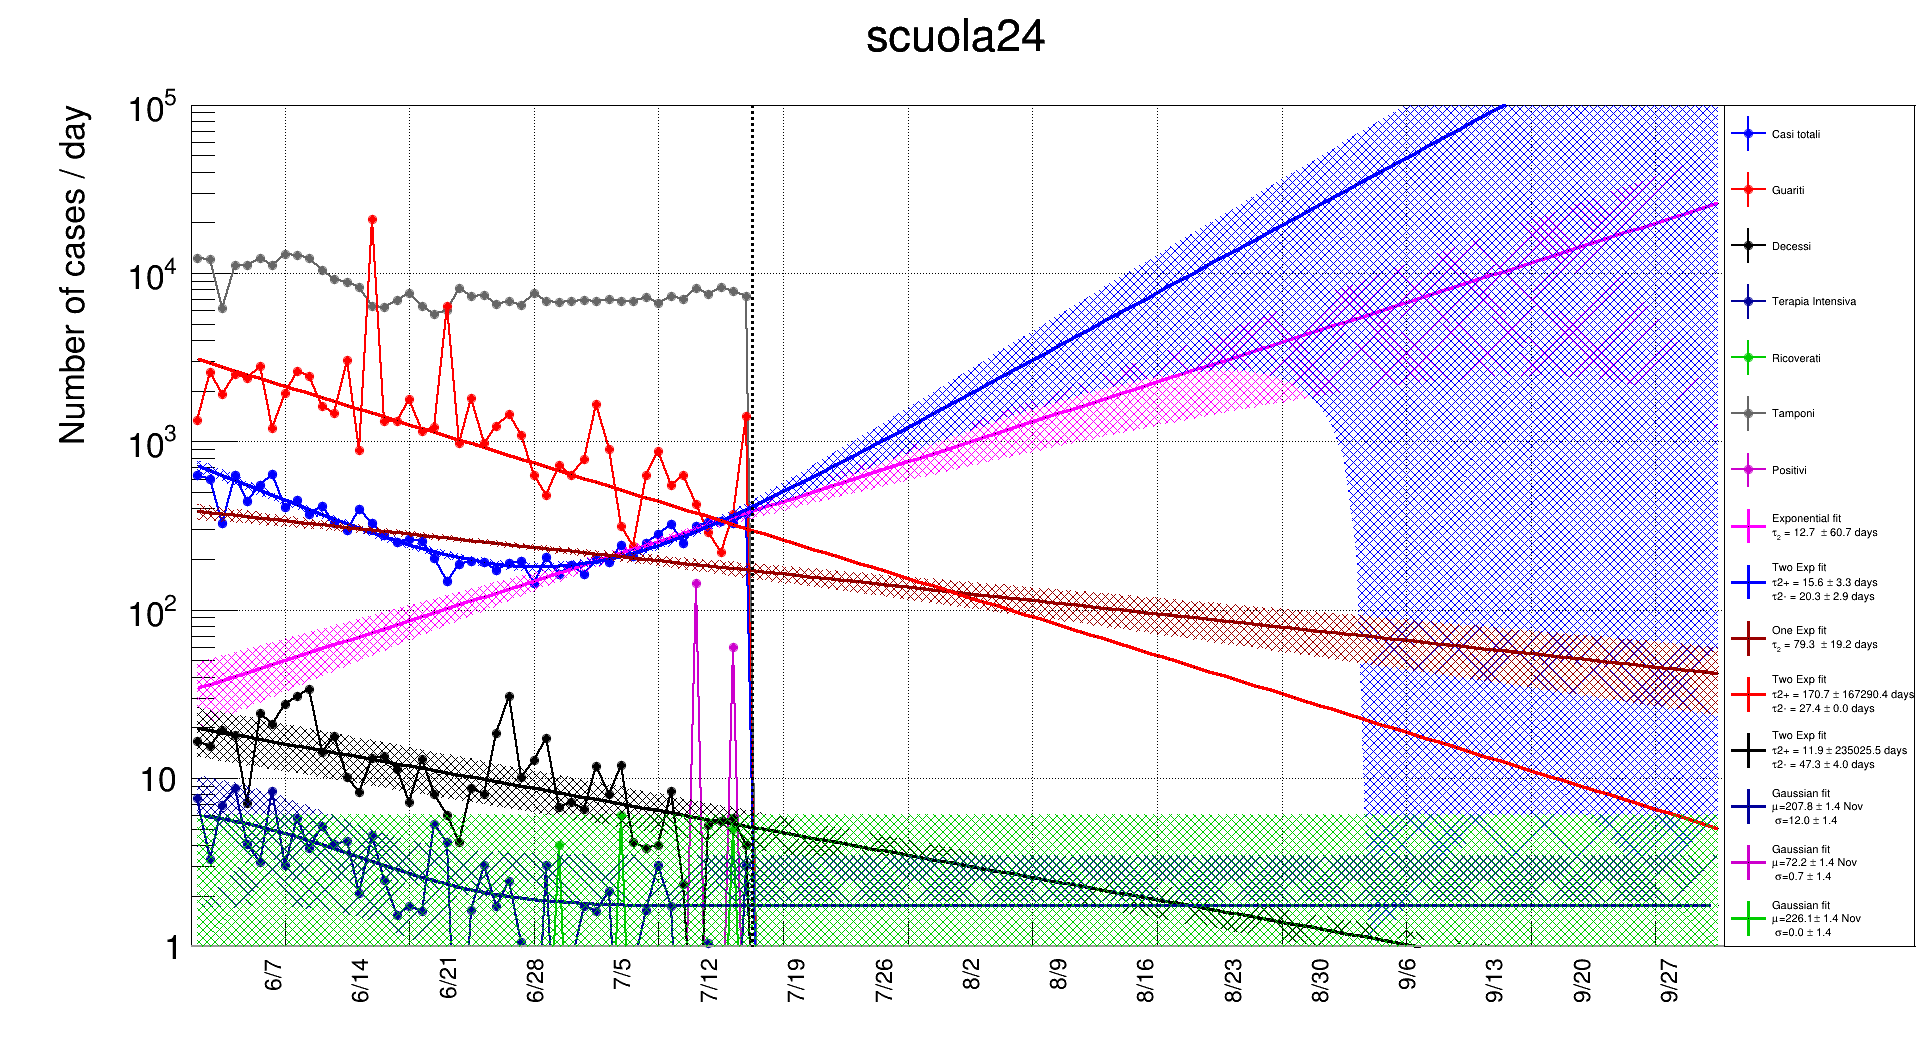 scuola24
Number of cases / day
10^5
10^4
10^3
10^2
10
1
6/7
6/14
6/21
6/28
7/5
7/12
7/19
7/26
8/2
8/9
8/16
8/23
8/30
9/6
9/13
9/20
9/27
Casi totali
Guariti
Decessi
Terapia Intensiva
Ricoverati
Tamponi
Positivi
Exponential fit
τ₂ = 12.7 ± 60.7 days
Two Exp fit
τ2+ = 15.6 ± 3.3 days
τ2- = 20.3 ± 2.9 days
One Exp fit
τ₂ = 79.3 ± 19.2 days
Two Exp fit
τ2+ = 170.7 ± 167290.4 days
τ2- = 27.4 ± 0.0 days
Two Exp fit
τ2+ = 11.9 ± 235025.5 days
τ2- = 47.3 ± 4.0 days
Gaussian fit
μ=207.8 ± 1.4 Nov
σ=12.0 ± 1.4
Gaussian fit
μ=72.2 ± 1.4 Nov
σ=0.7 ± 1.4
Gaussian fit
μ=226.1 ± 1.4 Nov
σ=0.0 ± 1.4